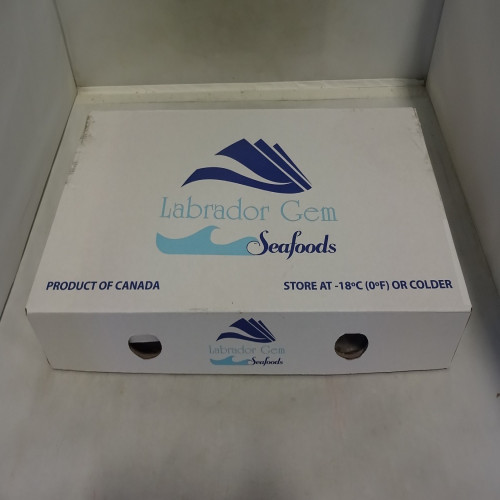 Labrador Gem
Seafoods
PRODUCT OF CANADA
STORE AT -18ºC (0ºF) OR COLDER
Labrador Gem
Seafoods